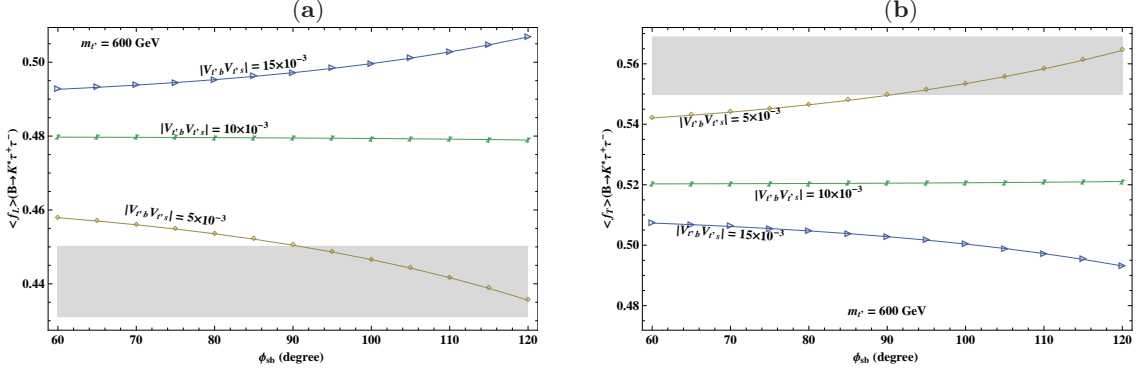 (a)
m_{t'} = 600 GeV
|V_{t'b}V_{t's}| = 15×10^{-3}
|V_{t'b}V_{t's}| = 10×10^{-3}
|V_{t'b}V_{t's}| = 5×10^{-3}
0.50
0.48
0.46
0.44
<f_L>(B→K*τ^+τ^-)
60 70 80 90 100 110 120
ϕ_{sb} (degree)
(b)
0.56
0.54
0.52
0.50
0.48
<f_T>(B→K*τ^+τ^-)
|V_{t'b}V_{t's}| = 5×10^{-3}
|V_{t'b}V_{t's}| = 10×10^{-3}
|V_{t'b}V_{t's}| = 15×10^{-3}
m_{t'} = 600 GeV
60 70 80 90 100 110 120
ϕ_{sb} (degree)